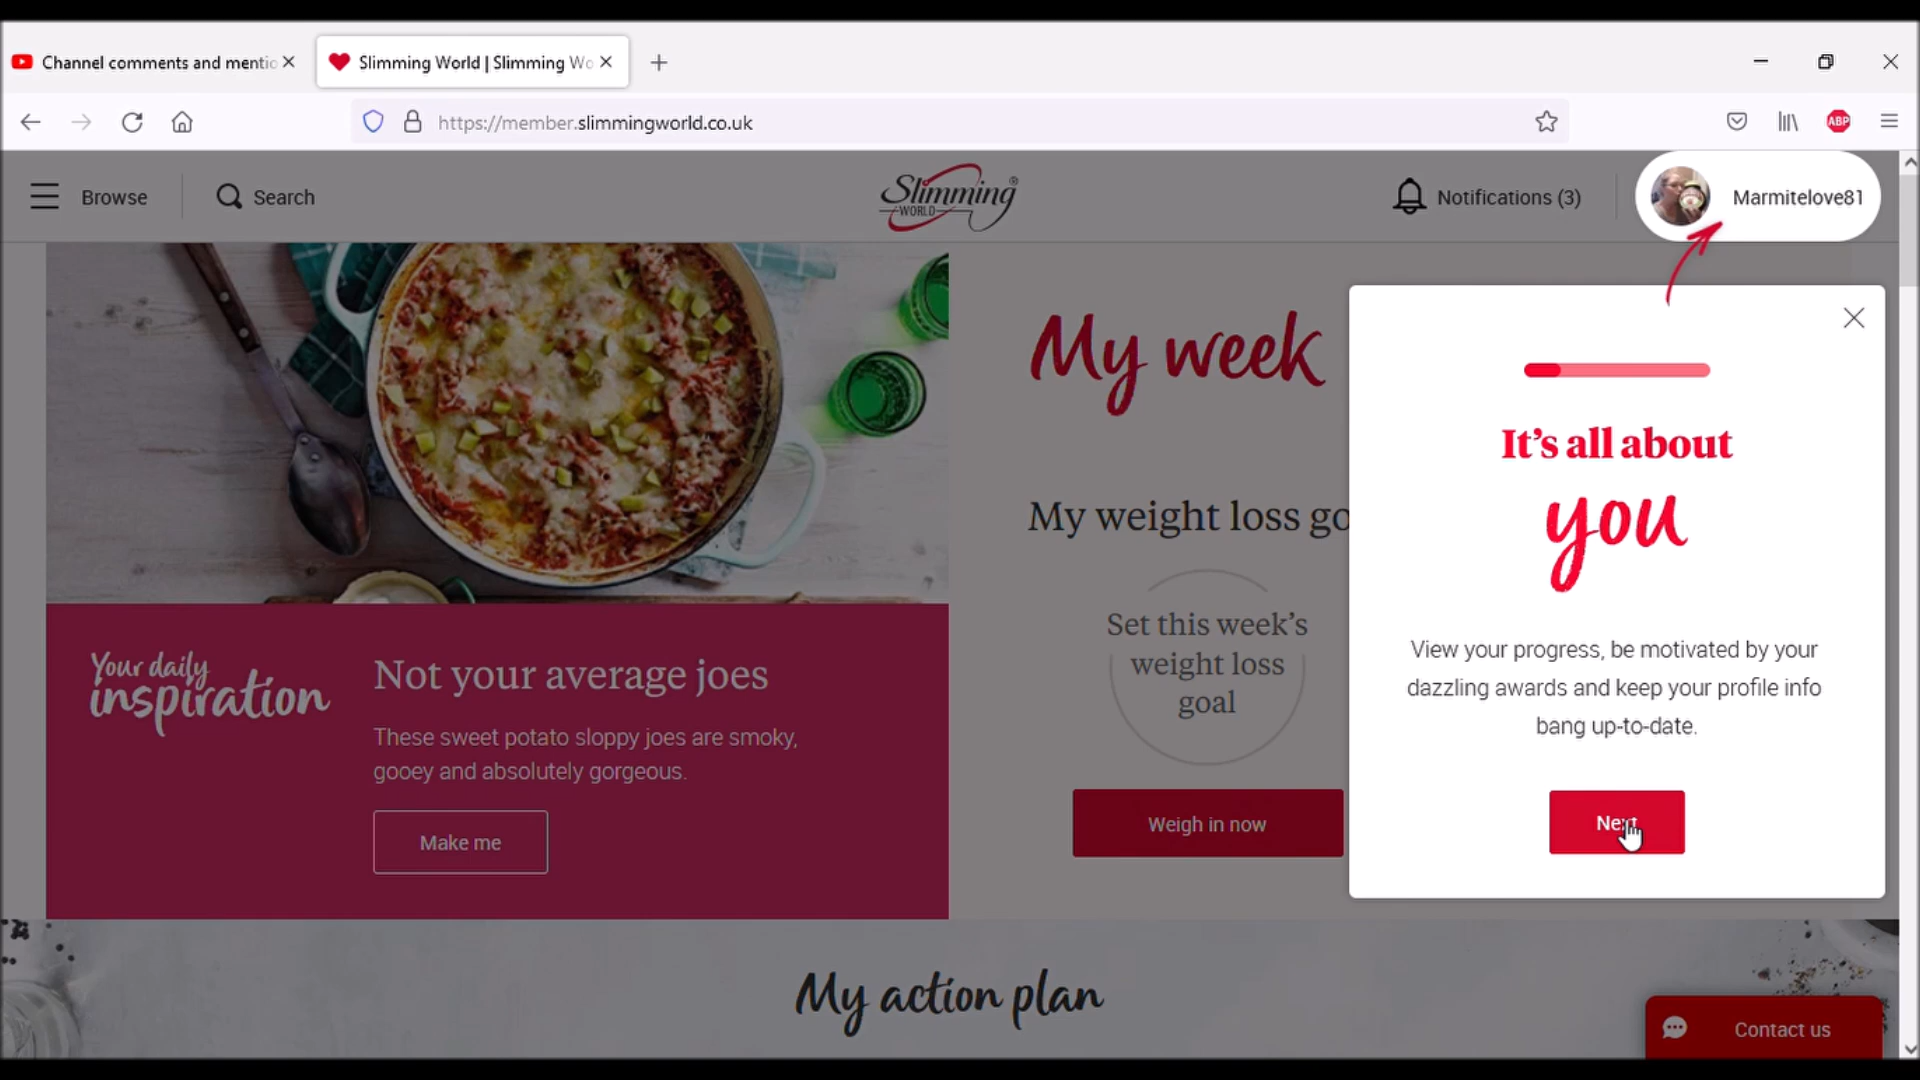 Channel comments and mentio
Slimming World | Slimming Wo
https://member.slimmingworld.co.uk
ABP
Browse
Search
Slimming
WORLD
®
Notifications (3)
Marmitelove81
My week
My weight loss go
Set this week's
weight loss
goal
Weigh in now
Your daily
inspiration
Not your average joes
These sweet potato sloppy joes are smoky,
gooey and absolutely gorgeous.
Make me
It's all about
you
View your progress, be motivated by your
dazzling awards and keep your profile info
bang up-to-date.
Next
My action plan
Contact us